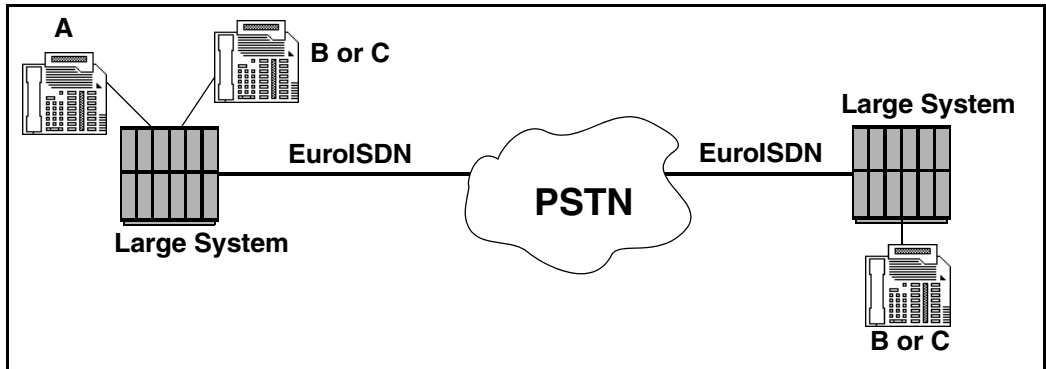 A
B or C
Large System
EuroISDN
EuroISDN
PSTN
Large System
B or C